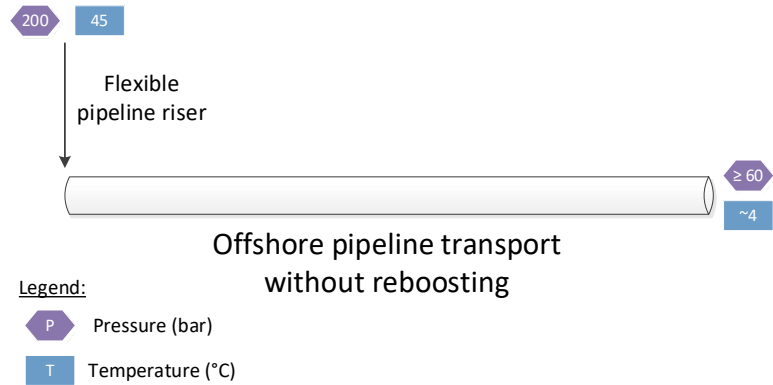 200 45
Flexible
pipeline riser
≥ 60
~4
Offshore pipeline transport
without reboosting
Legend:
P Pressure (bar)
T Temperature (°C)